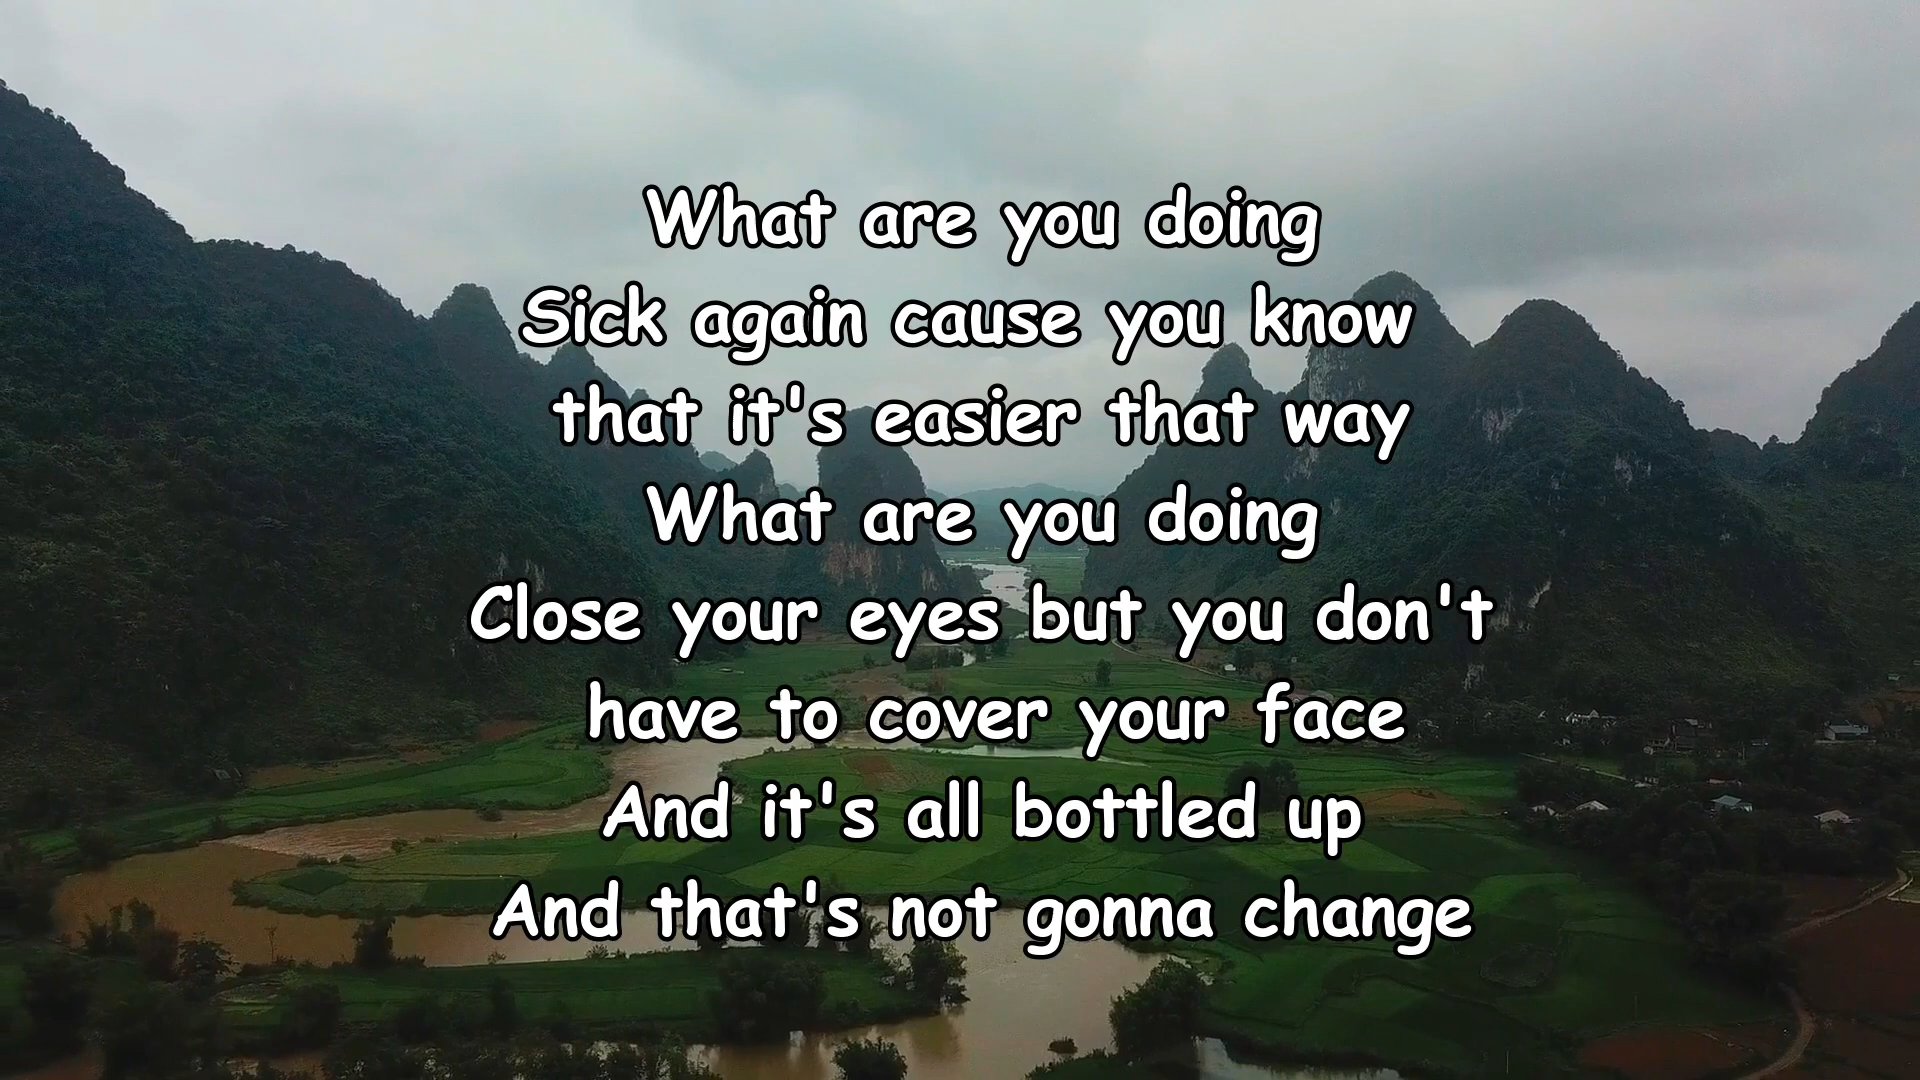 What are you doing
Sick again cause you know
that it's easier that way
What are you doing
Close your eyes but you don't
have to cover your face
And it's all bottled up
And that's not gonna change